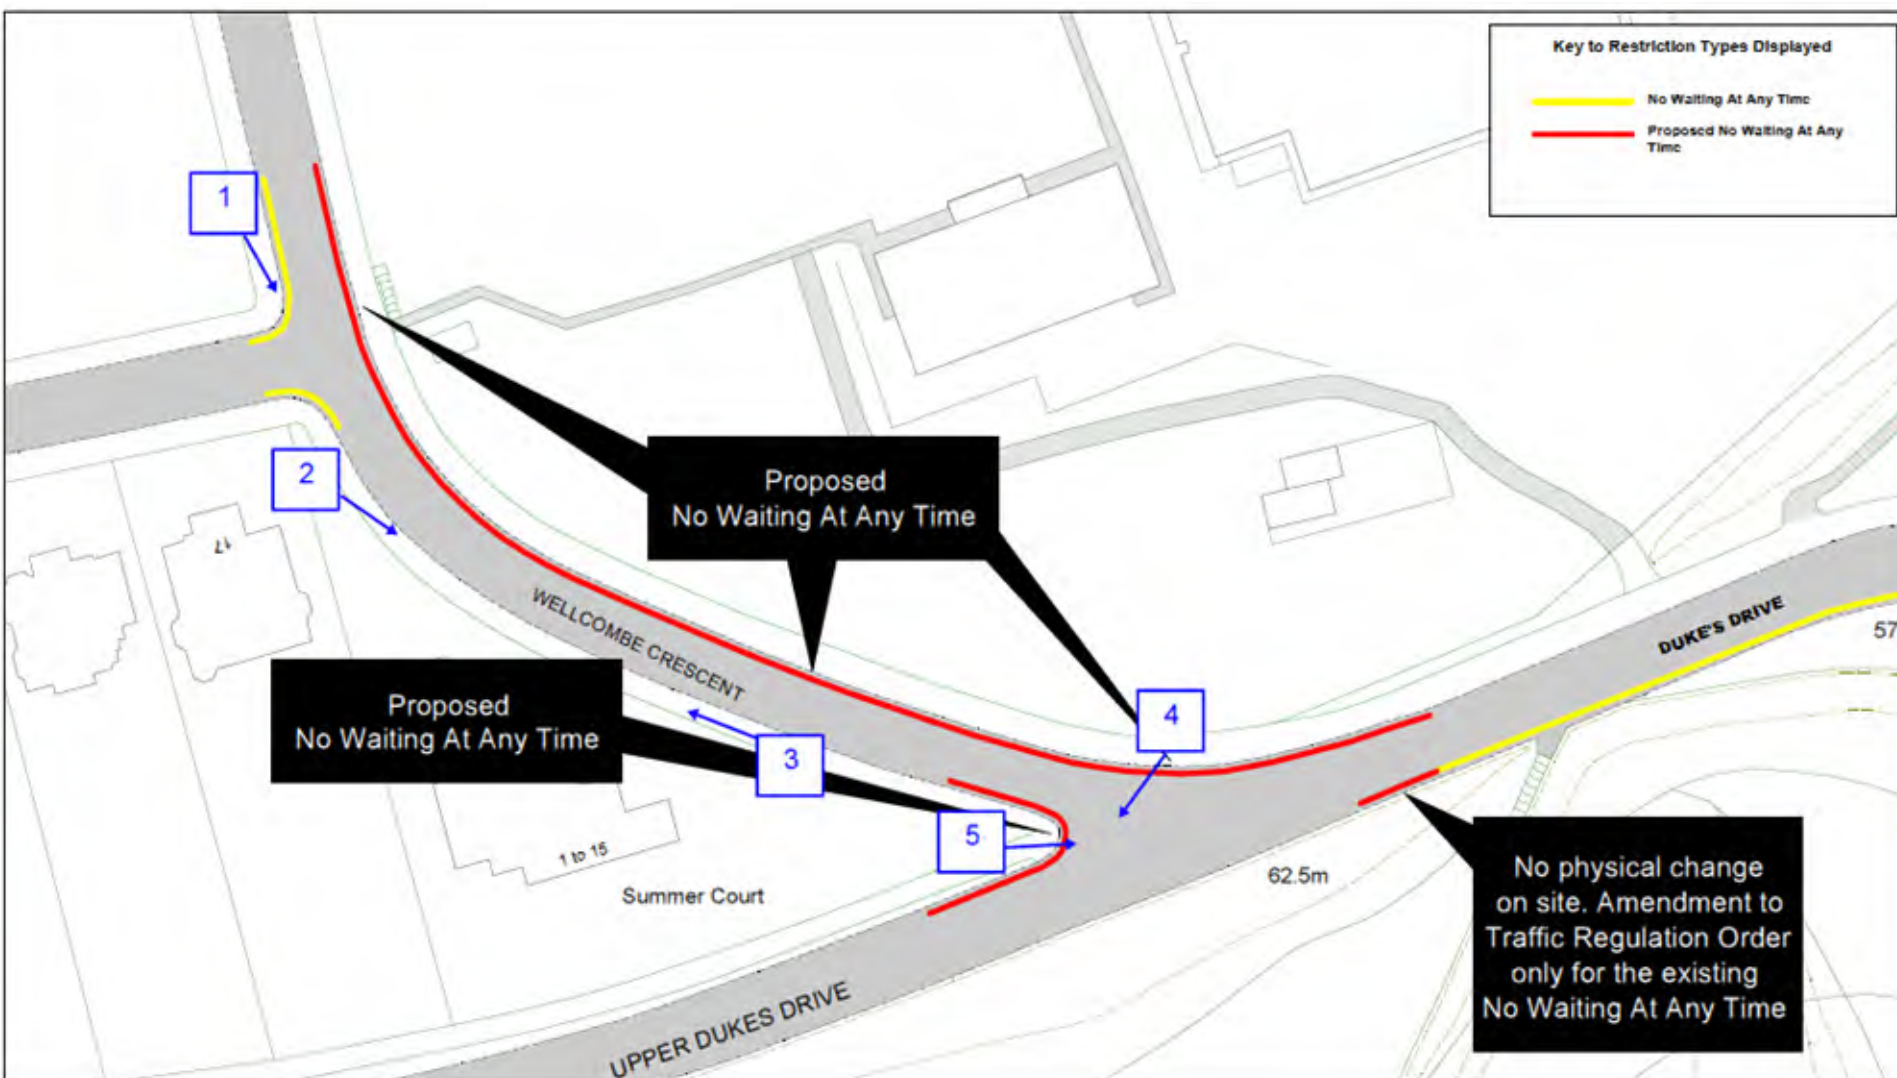 Key to Restriction Types Displayed
No Waiting At Any Time
Proposed No Waiting At Any
Time
1
2
17
Proposed
No Waiting At Any Time
WELLCOMBE CRESCENT
DUKE'S DRIVE
57
Proposed
No Waiting At Any Time
3
4
5
1 to 15
Summer Court
62.5m
No physical change
on site. Amendment to
Traffic Regulation Order
only for the existing
No Waiting At Any Time
UPPER DUKES DRIVE